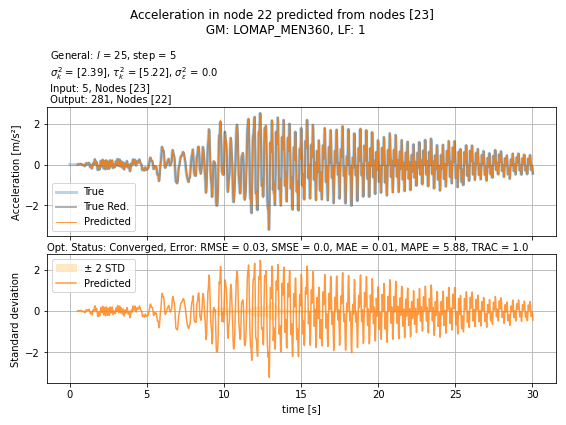 Acceleration in node 22 predicted from nodes [23]
GM: LOMAP_MEN360, LF: 1
General: l = 25, step = 5
σ²ₖ = [2.39], τ²ₖ = [5.22], σ²ε = 0.0
Input: 5, Nodes [23]
Output: 281, Nodes [22]
Acceleration [m/s²]
2
0
−2
True
True Red.
Predicted
Opt. Status: Converged, Error: RMSE = 0.03, SMSE = 0.0, MAE = 0.01, MAPE = 5.88, TRAC = 1.0
Standard deviation
2
0
−2
± 2 STD
Predicted
0 5 10 15 20 25 30
time [s]